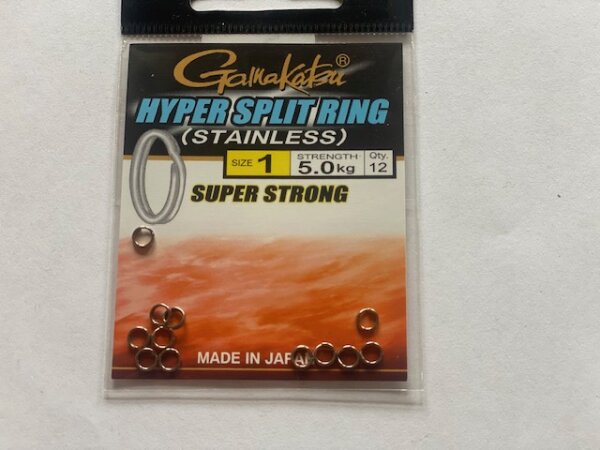 Gamakatsu®
HYPER SPLIT RING
(STAINLESS)
SIZE 1 STRENGTH 5.0kg Qty. 12
SUPER STRONG
MADE IN JAPAN